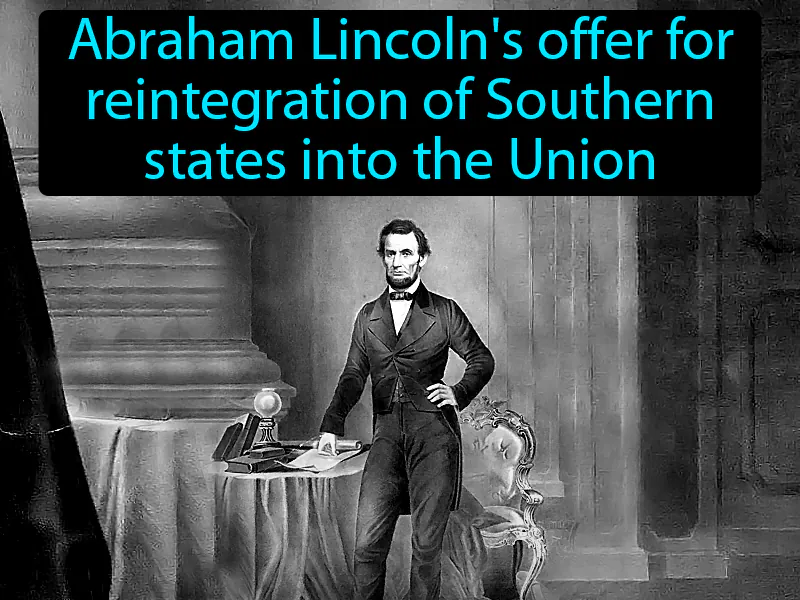 Abraham Lincoln's offer for
reintegration of Southern
states into the Union